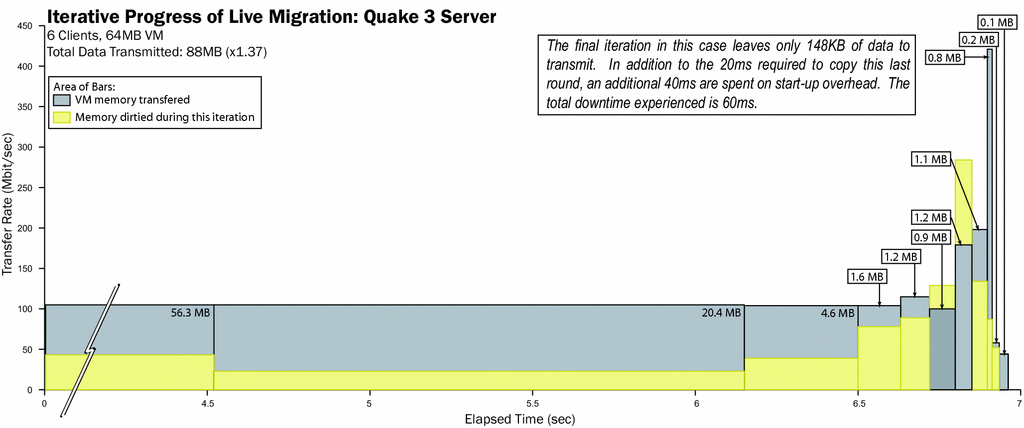 Iterative Progress of Live Migration: Quake 3 Server
6 Clients, 64MB VM
Total Data Transmitted: 88MB (x1.37)
Area of Bars:
VM memory transfered
Memory dirtied during this iteration
The final iteration in this case leaves only 148KB of data to
transmit. In addition to the 20ms required to copy this last
round, an additional 40ms are spent on start-up overhead. The
total downtime experienced is 60ms.
0.1 MB
0.2 MB
0.8 MB
1.1 MB
1.2 MB
0.9 MB
1.2 MB
1.6 MB
56.3 MB
20.4 MB
4.6 MB
Transfer Rate (Mbit/sec)
450
400
350
300
250
200
150
100
50
0
0
4.5
5
5.5
6
6.5
7
Elapsed Time (sec)